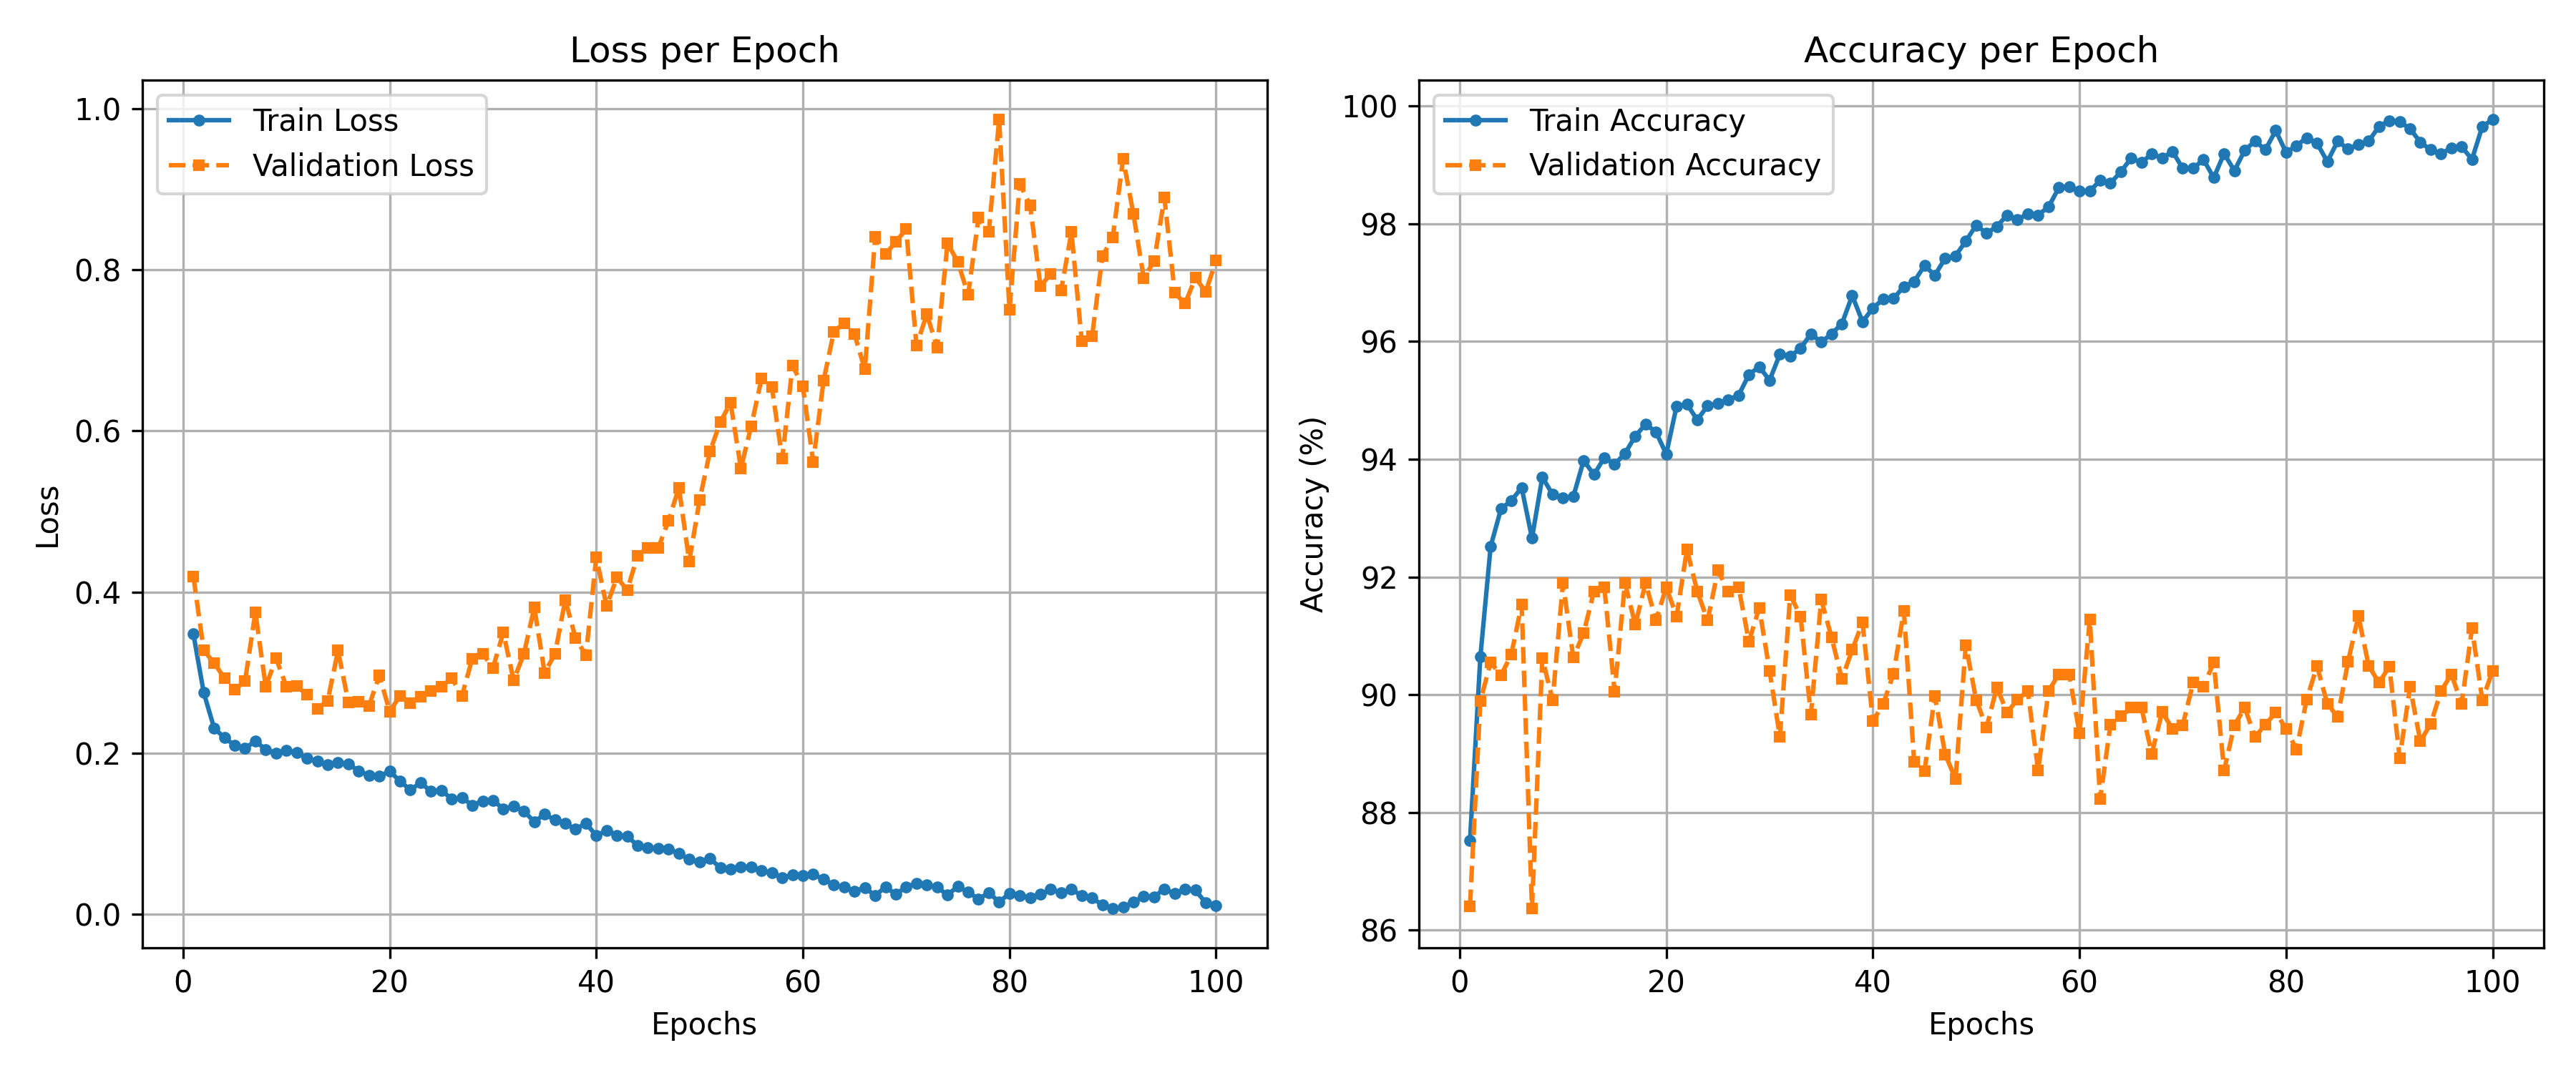 Loss per Epoch
Train Loss
Validation Loss
1.0
0.8
0.6
0.4
0.2
0.0
Loss
0 20 40 60 80 100
Epochs
Accuracy per Epoch
Train Accuracy
Validation Accuracy
100
98
96
94
92
90
88
86
Accuracy (%)
0 20 40 60 80 100
Epochs